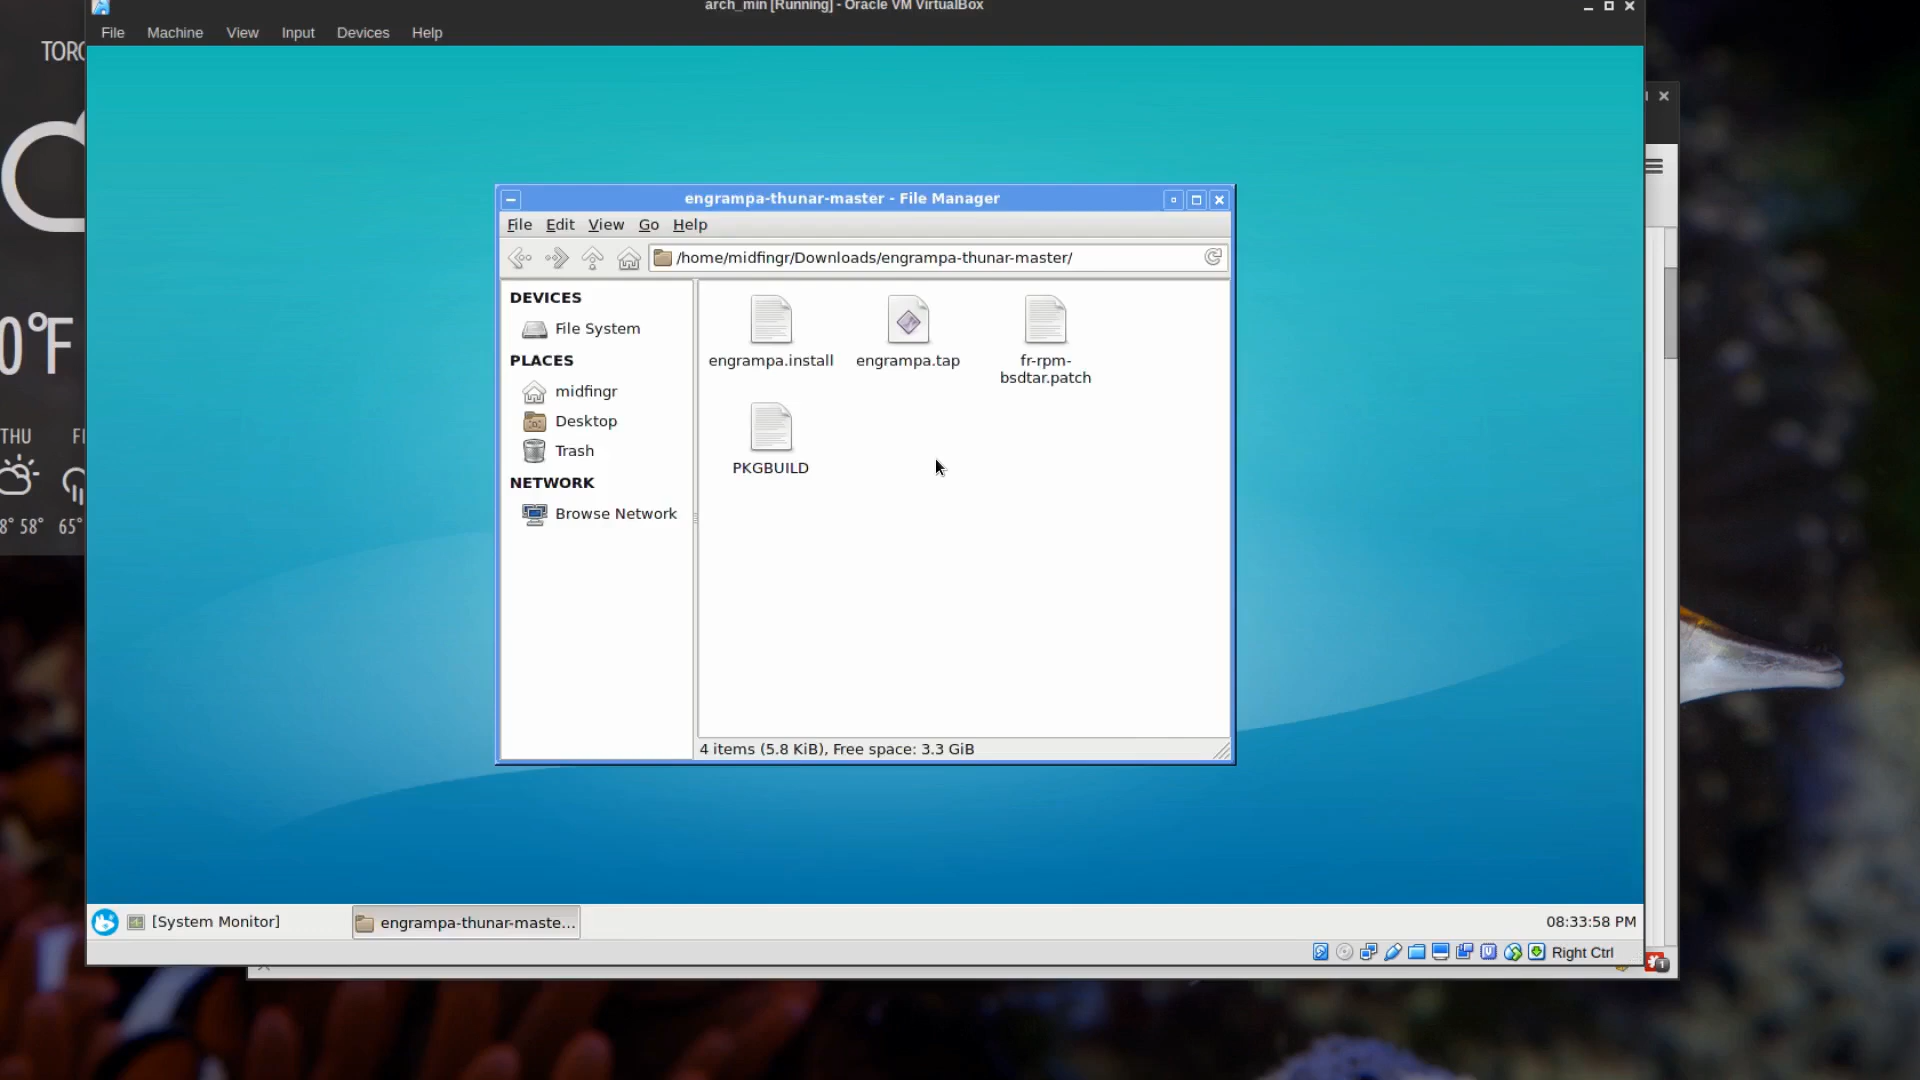 arch_min [Running] - Oracle VM VirtualBox
File Machine View Input Devices Help
engrampa-thunar-master - File Manager
File Edit View Go Help
/home/midfingr/Downloads/engrampa-thunar-master/
DEVICES
File System
PLACES
midfingr
Desktop
Trash
NETWORK
Browse Network
engrampa.install
engrampa.tap
fr-rpm-
bsdtar.patch
PKGBUILD
4 items (5.8 KiB), Free space: 3.3 GiB
[System Monitor]
engrampa-thunar-maste...
08:33:58 PM
Right Ctrl
0°F
THU
8° 58° 65°
1